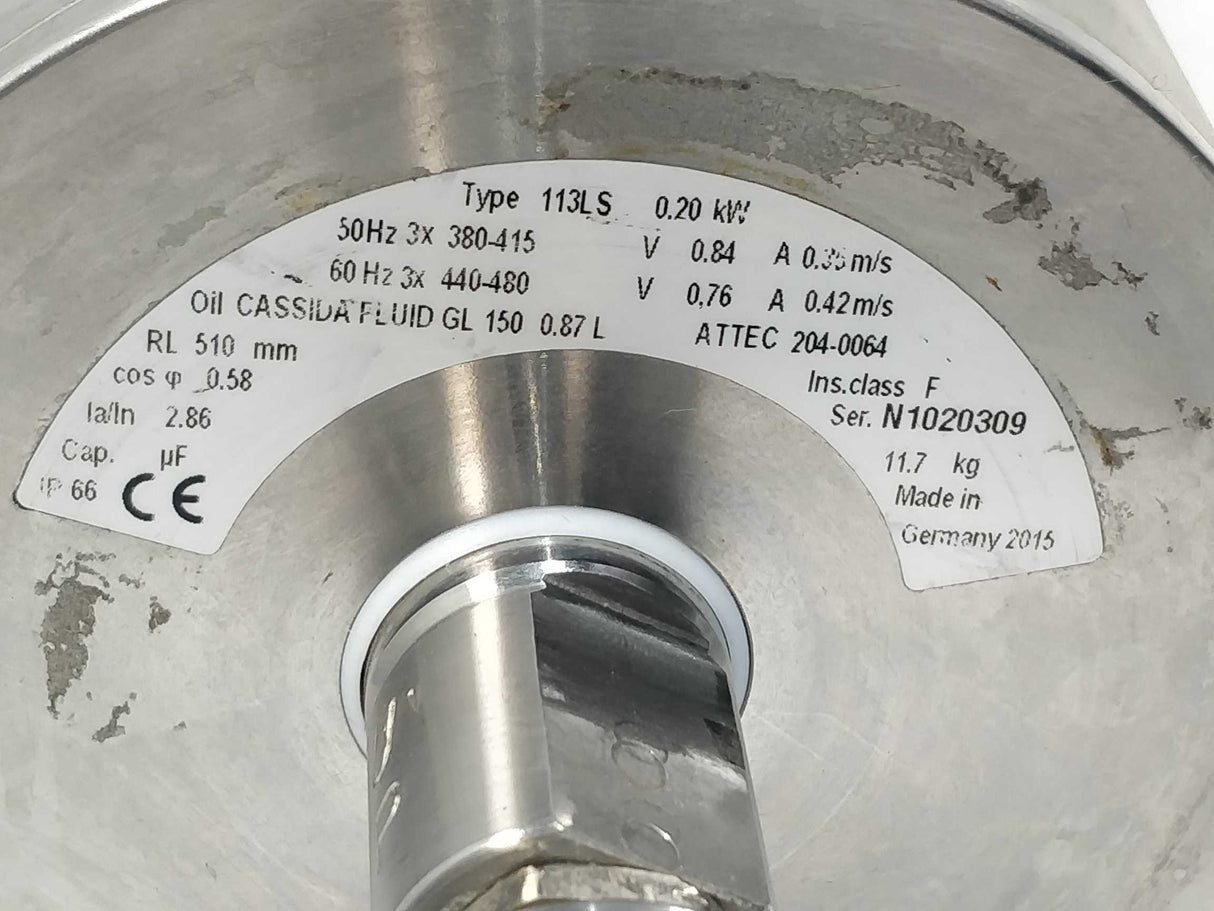 Type 113LS 0.20 kW
50Hz 3x 380-415 V 0.84 A 0.35 m/s
60 Hz 3x 440-480 V 0,76 A 0.42 m/s
Oil CASSIDA FLUID GL 150 0.87 L ATTEC 204-0064
RL 510 mm Ins.class F
cos φ 0.58 Ser. N1020309
Ia/In 2.86 11.7 kg
Cap. µF Made in
IP 66 CE Germany 2015